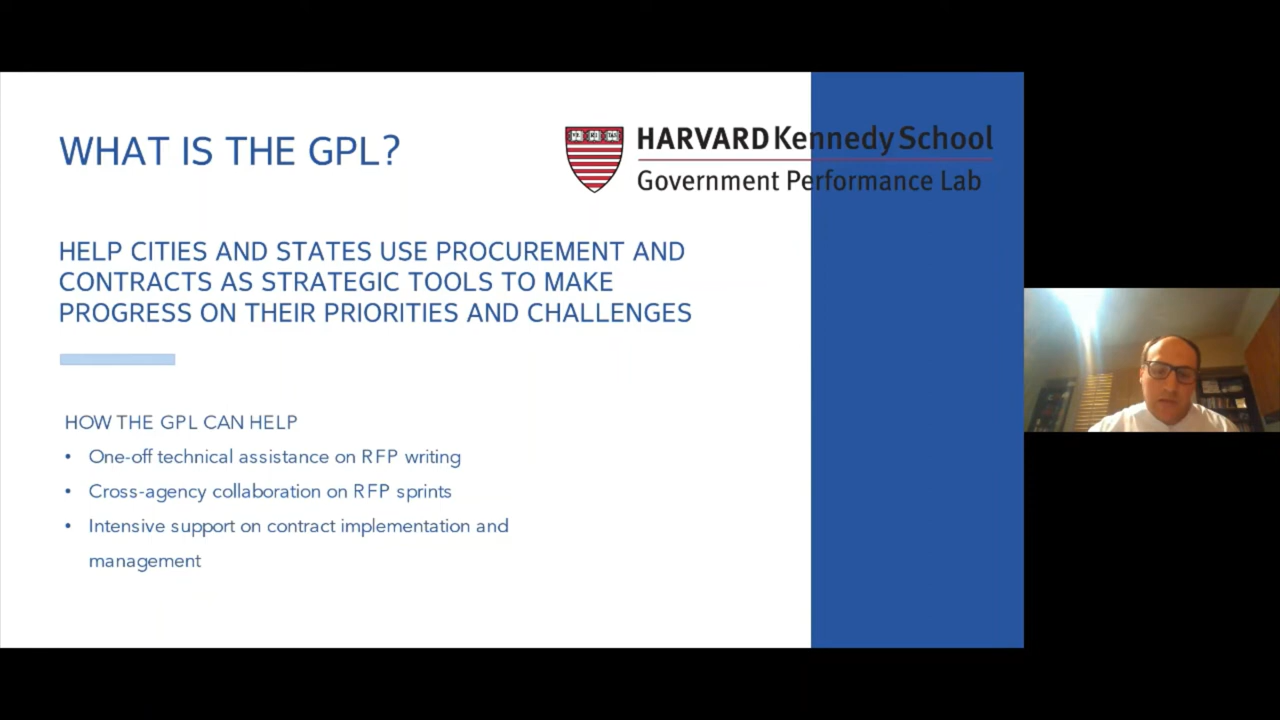 WHAT IS THE GPL?
HARVARD Kennedy School
Government Performance Lab
HELP CITIES AND STATES USE PROCUREMENT AND
CONTRACTS AS STRATEGIC TOOLS TO MAKE
PROGRESS ON THEIR PRIORITIES AND CHALLENGES
HOW THE GPL CAN HELP
• One-off technical assistance on RFP writing
• Cross-agency collaboration on RFP sprints
• Intensive support on contract implementation and
management